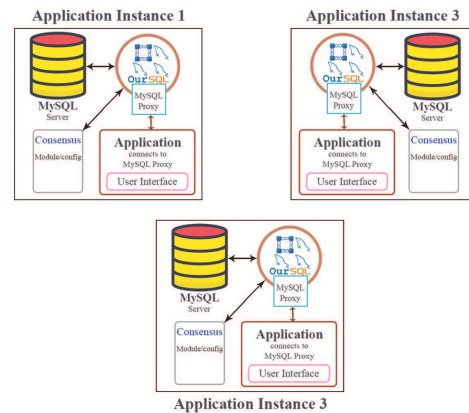 Application Instance 1
MySQL
Server
OurSQL
MySQL
Proxy
Consensus
Module/config
Application
connects to
MySQL Proxy
User Interface
Application Instance 3
OurSQL
MySQL
Proxy
MySQL
Server
Application
connects to
MySQL Proxy
User Interface
Consensus
Module/config
MySQL
Server
OurSQL
MySQL
Proxy
Consensus
Module/config
Application
connects to
MySQL Proxy
User Interface
Application Instance 3